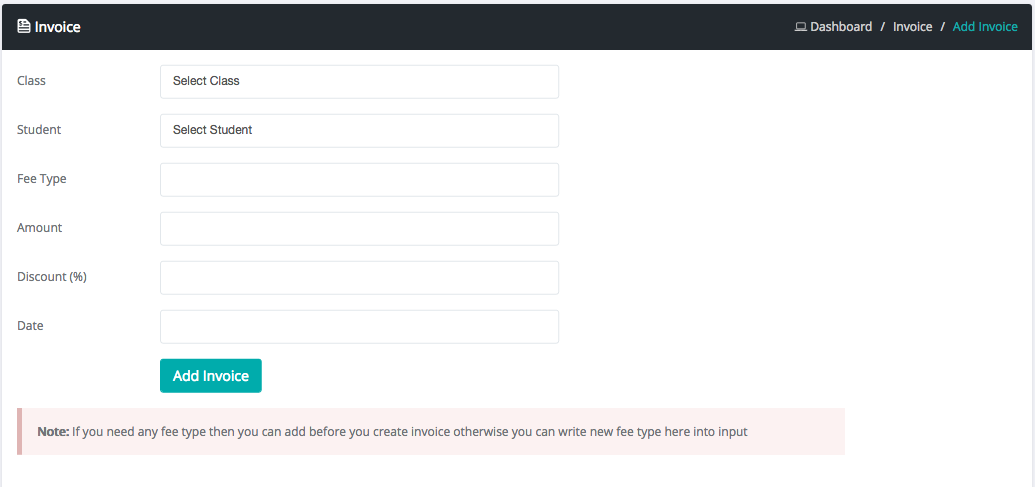 Invoice
Dashboard / Invoice / Add Invoice
Class
Select Class
Student
Select Student
Fee Type
Amount
Discount (%)
Date
Add Invoice
Note: If you need any fee type then you can add before you create invoice otherwise you can write new fee type here into input